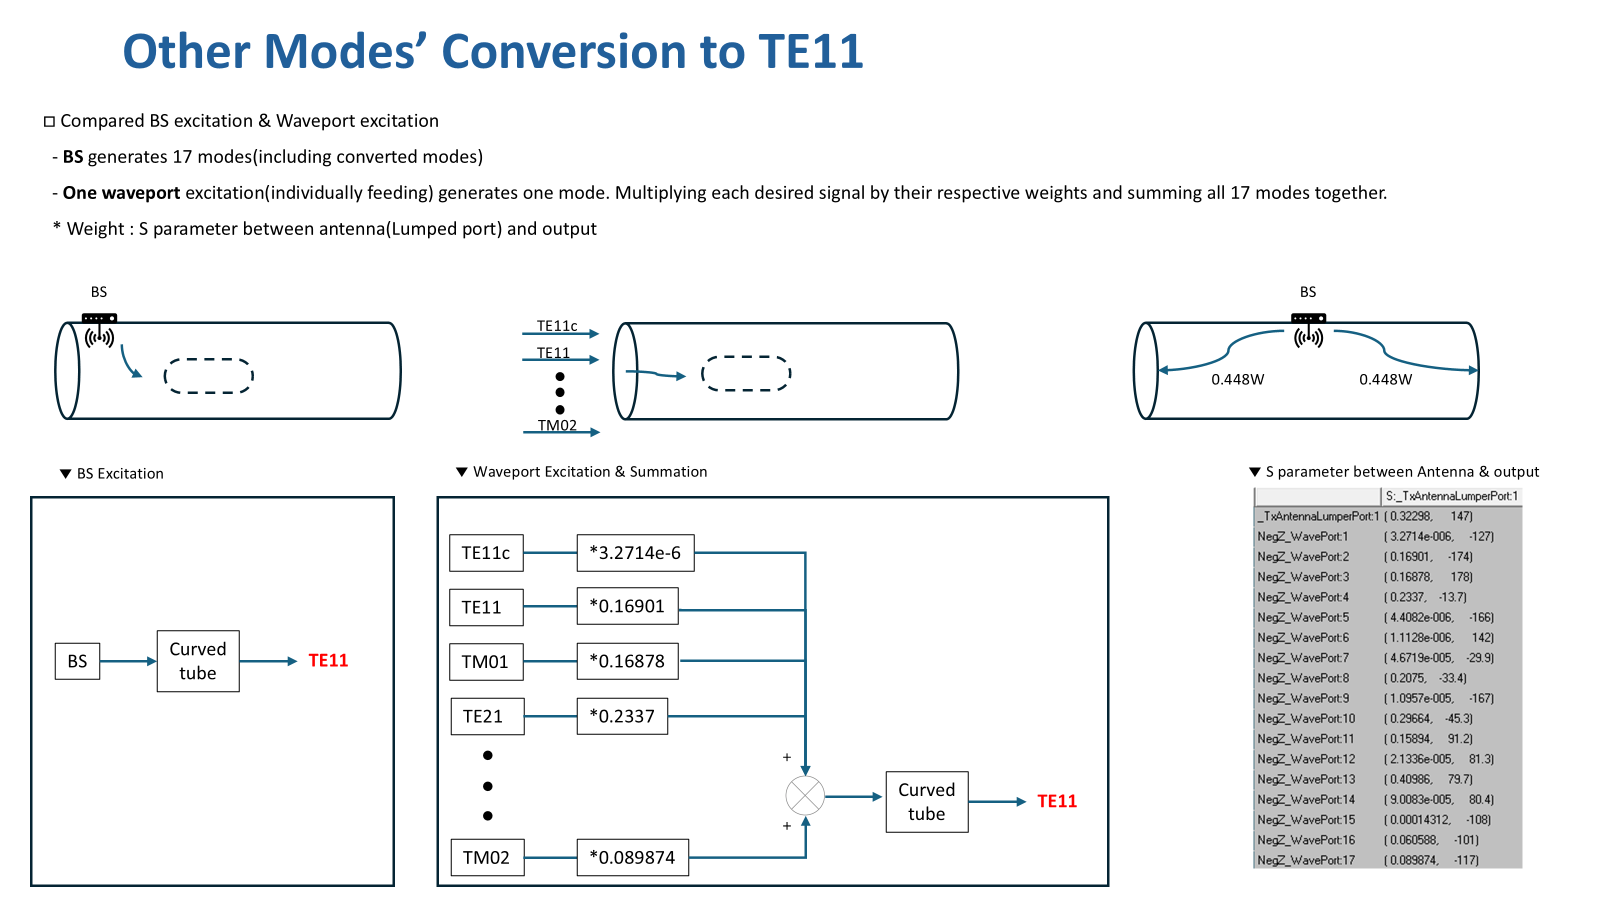 Other Modes’ Conversion to TE11
□ Compared BS excitation & Waveport excitation
- BS generates 17 modes(including converted modes)
- One waveport excitation(individually feeding) generates one mode. Multiplying each desired signal by their respective weights and summing all 17 modes together.
* Weight : S parameter between antenna(Lumped port) and output
BS
TE11c
TE11
TM02
BS
0.448W
0.448W
▼ BS Excitation
BS
Curved
tube
TE11
▼ Waveport Excitation & Summation
TE11c
*3.2714e-6
TE11
*0.16901
TM01
*0.16878
TE21
*0.2337
TM02
*0.089874
+
+
Curved
tube
TE11
▼ S parameter between Antenna & output
S:_TxAntennaLumperPort:1
_TxAntennaLumperPort:1 ( 0.32298, 147)
NegZ_WavePort:1 ( 3.2714e-006, -127)
NegZ_WavePort:2 ( 0.16901, -174)
NegZ_WavePort:3 ( 0.16878, 178)
NegZ_WavePort:4 ( 0.2337, -13.7)
NegZ_WavePort:5 ( 4.4082e-006, -166)
NegZ_WavePort:6 ( 1.1128e-006, 142)
NegZ_WavePort:7 ( 4.6719e-005, -29.9)
NegZ_WavePort:8 ( 0.2075, -33.4)
NegZ_WavePort:9 ( 1.0957e-005, -167)
NegZ_WavePort:10 ( 0.29664, -45.3)
NegZ_WavePort:11 ( 0.15894, 91.2)
NegZ_WavePort:12 ( 2.1336e-005, 81.3)
NegZ_WavePort:13 ( 0.40986, 79.7)
NegZ_WavePort:14 ( 9.0083e-005, 80.4)
NegZ_WavePort:15 ( 0.00014312, -108)
NegZ_WavePort:16 ( 0.060588, -101)
NegZ_WavePort:17 ( 0.089874, -117)